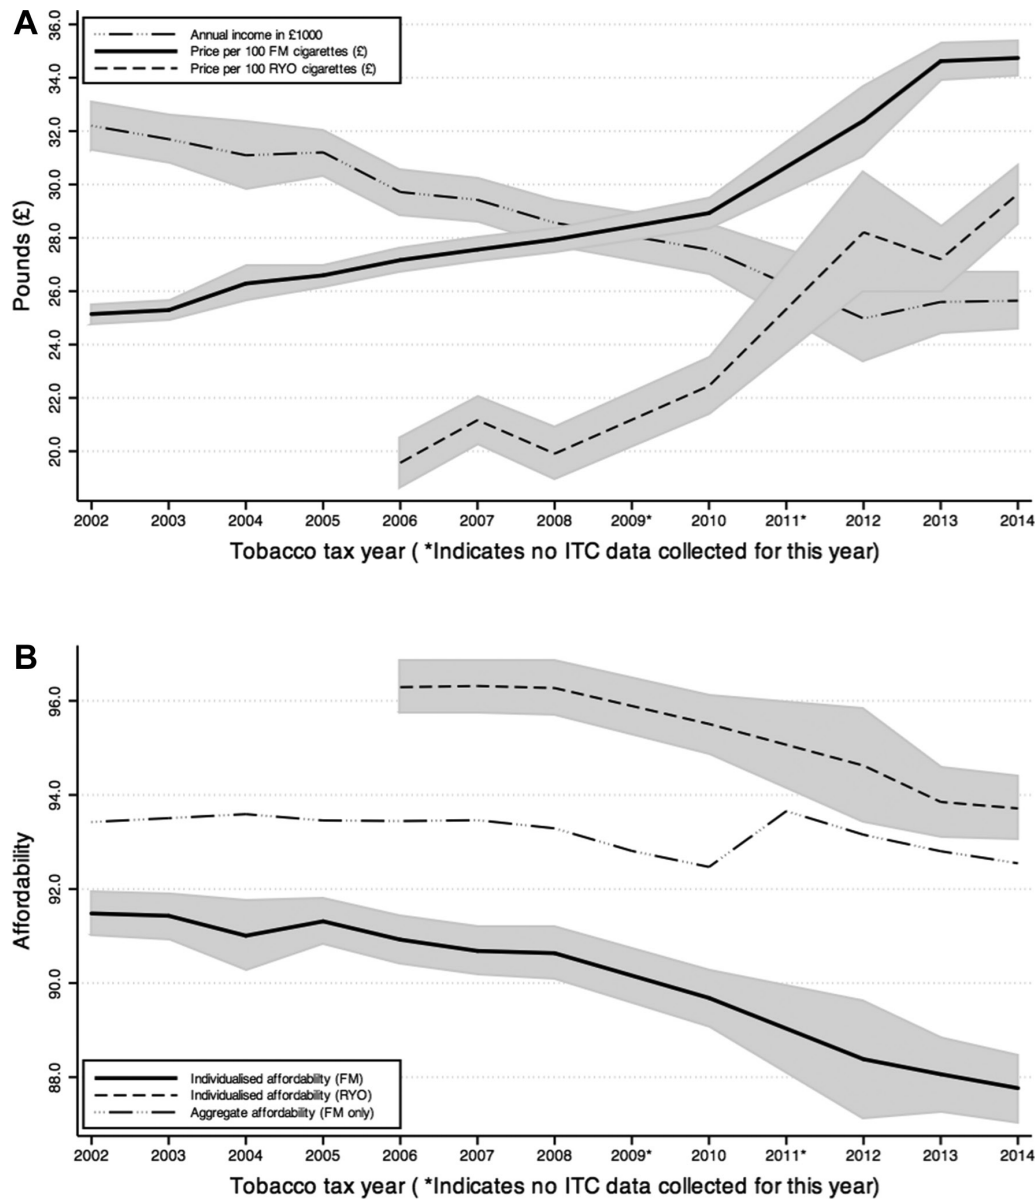 A
Annual income in £1000
Price per 100 FM cigarettes (£)
Price per 100 RYO cigarettes (£)
Pounds (£)
36.0
34.0
32.0
30.0
28.0
26.0
24.0
22.0
20.0
2002 2003 2004 2005 2006 2007 2008 2009* 2010 2011* 2012 2013 2014
Tobacco tax year ( *Indicates no ITC data collected for this year)
B
Affordability
96.0
94.0
92.0
90.0
88.0
Individualised affordabilty (FM)
Individualised affordability (RYO)
Aggregate affordability (FM only)
2002 2003 2004 2005 2006 2007 2008 2009* 2010 2011* 2012 2013 2014
Tobacco tax year ( *Indicates no ITC data collected for this year)